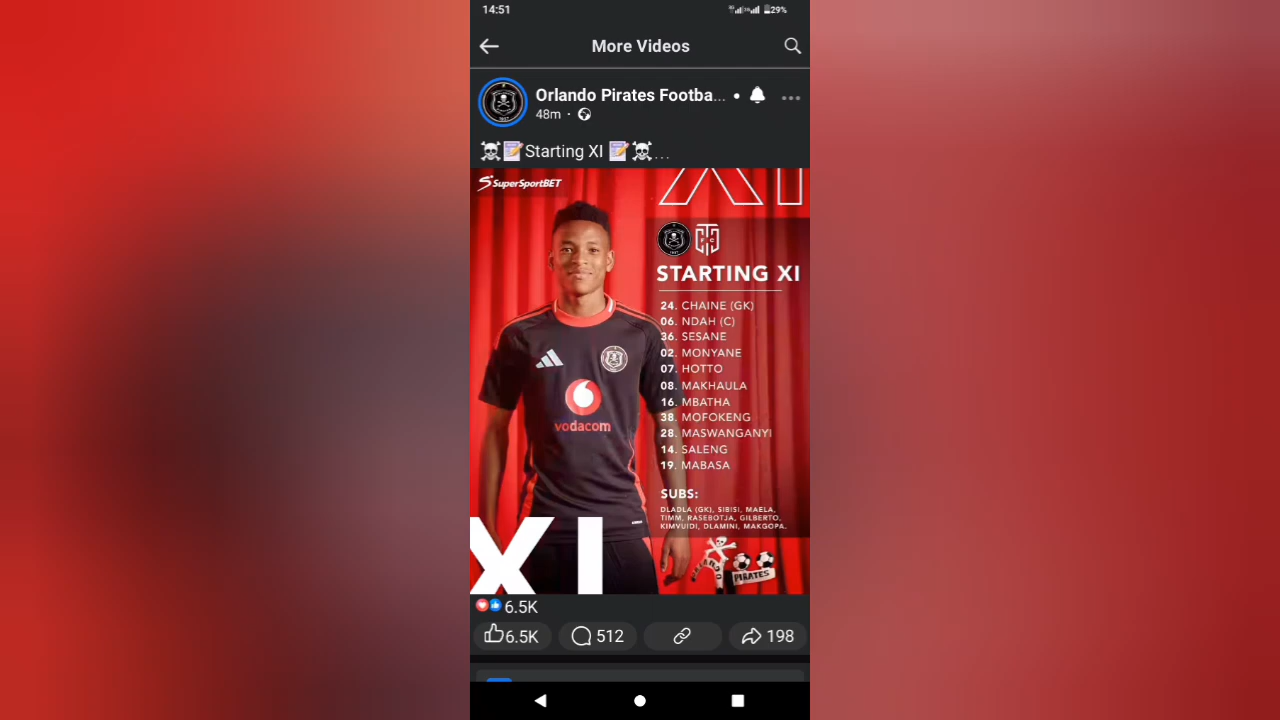 14:51
29%
More Videos
Orlando Pirates Footba...
48m
Starting XI ...
SuperSportBET
XI
STARTING XI
24. CHAINE (GK)
06. NDAH (C)
36. SESANE
02. MONYANE
07. HOTTO
08. MAKHAULA
16. MBATHA
38. MOFOKENG
28. MASWANGANYI
14. SALENG
19. MABASA
vodacom
SUBS:
DLADLA (GK), SIBISI, MAELA,
TIMM, RASEBOTJA, GILBERTO,
KIMVUIDI, DLAMINI, MAKGOPA.
XI
ORLANDO
PIRATES
6.5K
6.5K
512
198